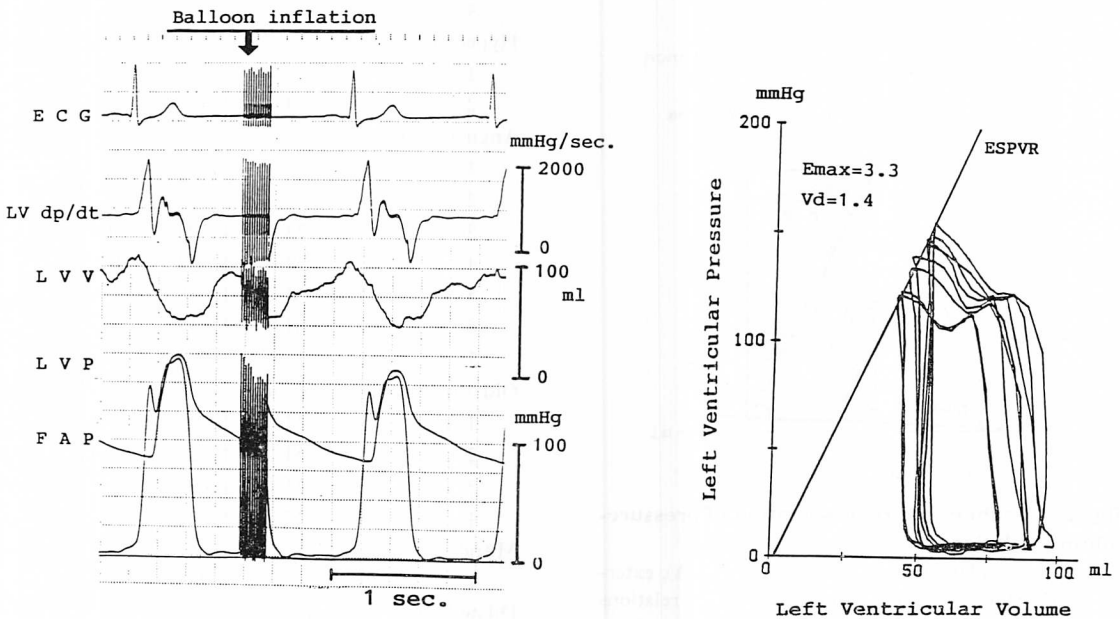 Balloon inflation
E C G
LV dp/dt
L V V
L V P
F A P
mmHg/sec.
2000
0
100
ml
0
mmHg
100
0
1 sec.
mmHg
200
100
0
0
50
100
ml
Emax=3.3
Vd=1.4
ESPVR
Left Ventricular Pressure
Left Ventricular Volume